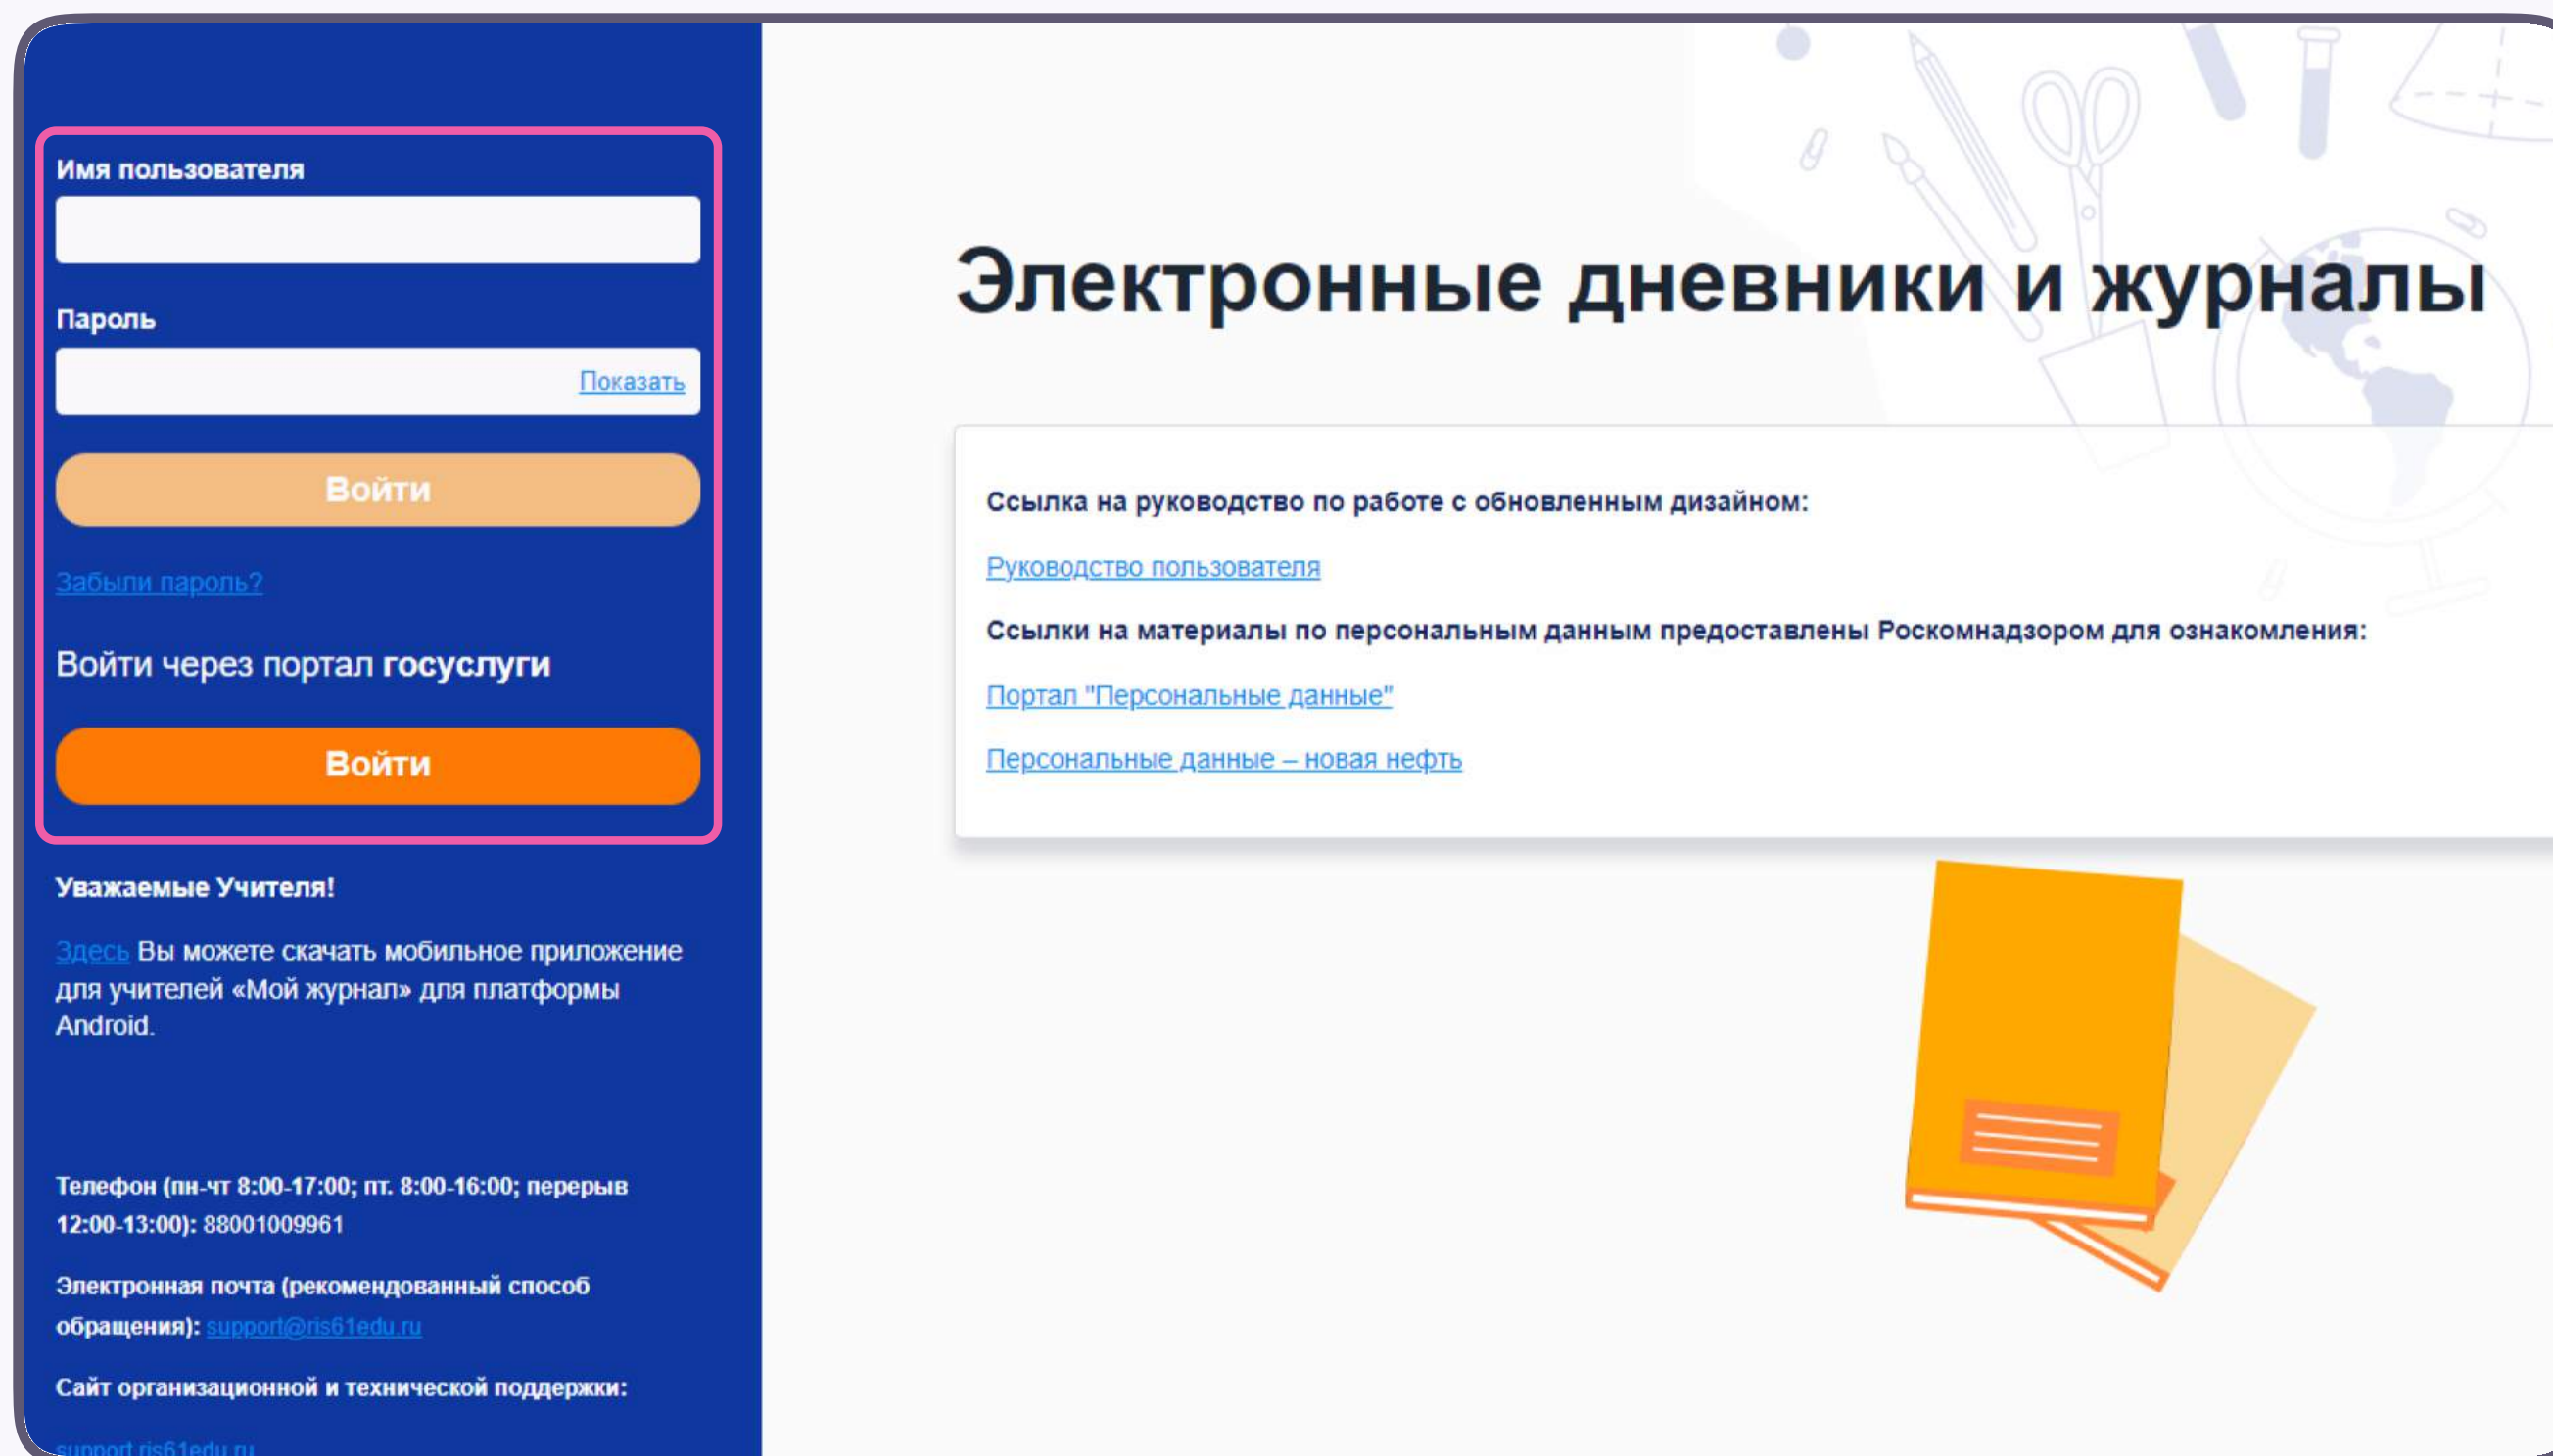 Имя пользователя
Пароль
Показать
Войти
Забыли пароль?
Войти через портал госуслуги
Войти
Уважаемые Учителя!
Здесь Вы можете скачать мобильное приложение
для учителей «Мой журнал» для платформы
Android.
Телефон (пн-чт 8:00-17:00; пт. 8:00-16:00; перерыв
12:00-13:00): 88001009961
Электронная почта (рекомендованный способ
обращения): support@ris61edu.ru
Сайт организационной и технической поддержки:
support.ris61edu.ru
Электронные дневники и журналы
Ссылка на руководство по работе с обновленным дизайном:
Руководство пользователя
Ссылки на материалы по персональным данным предоставлены Роскомнадзором для ознакомления:
Портал "Персональные данные"
Персональные данные – новая нефть